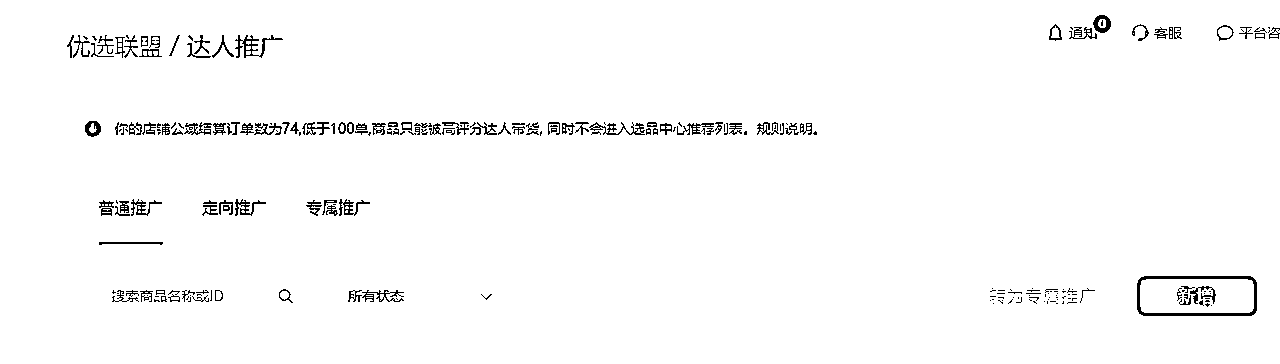 优选联盟 / 达人推广
通知 客服 平台咨
你的店铺公域结算订单数为74,低于100单,商品只能被高评分达人带货, 同时不会进入选品中心推荐列表。规则说明。
普通推广 定向推广 专属推广
搜索商品名称或ID 所有状态 转为专属推广 新增